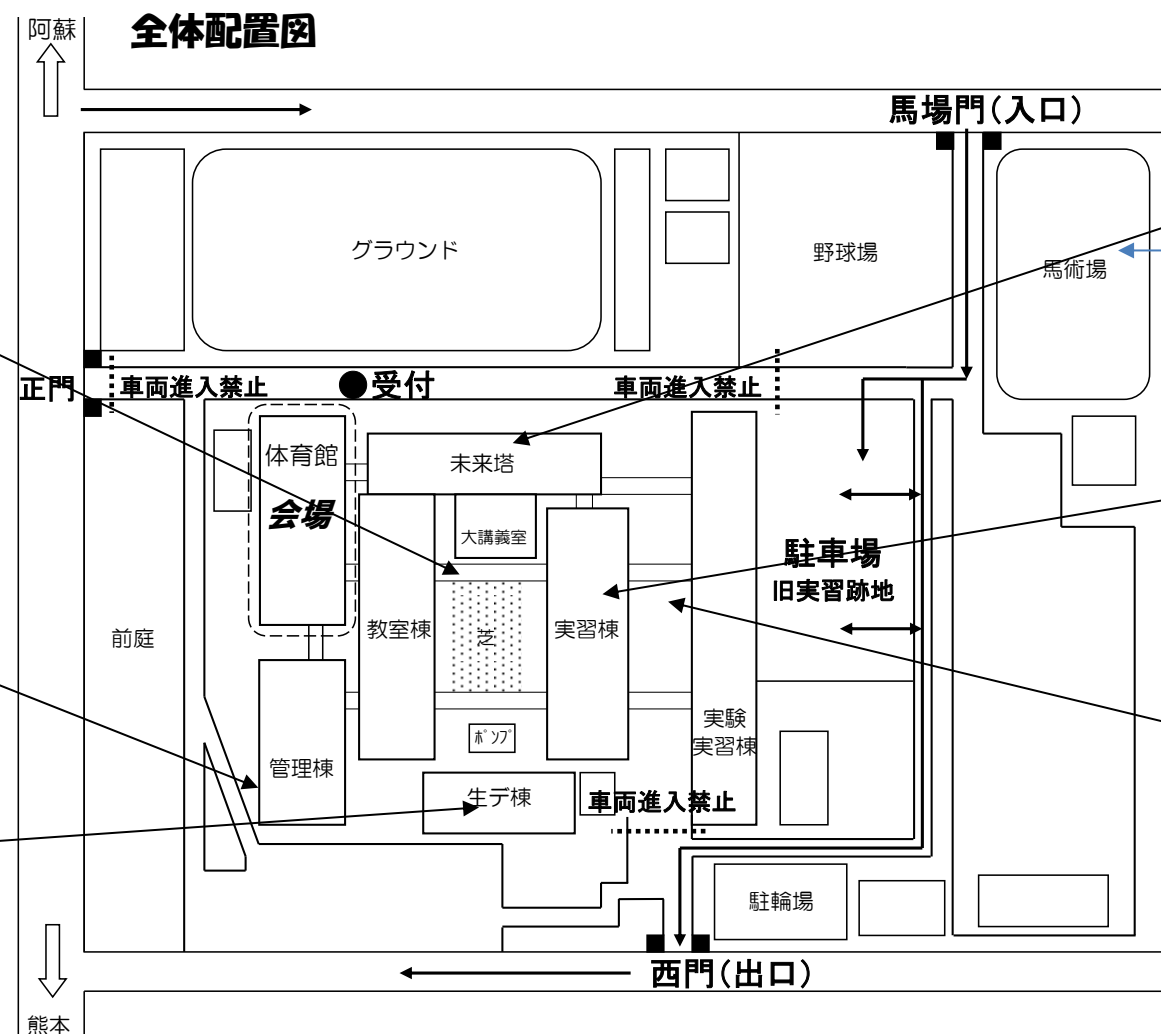 阿蘇
全体配置図
馬場門(入口)
グラウンド
野球場
馬術場
正門
車両進入禁止
●受付
車両進入禁止
体育館
会場
未来塔
大講義室
駐車場
旧実習跡地
前庭
教室棟
芝
実習棟
ﾎﾟﾝﾌﾟ
実験
実習棟
管理棟
生デ棟
車両進入禁止
駐輪場
西門(出口)
熊本